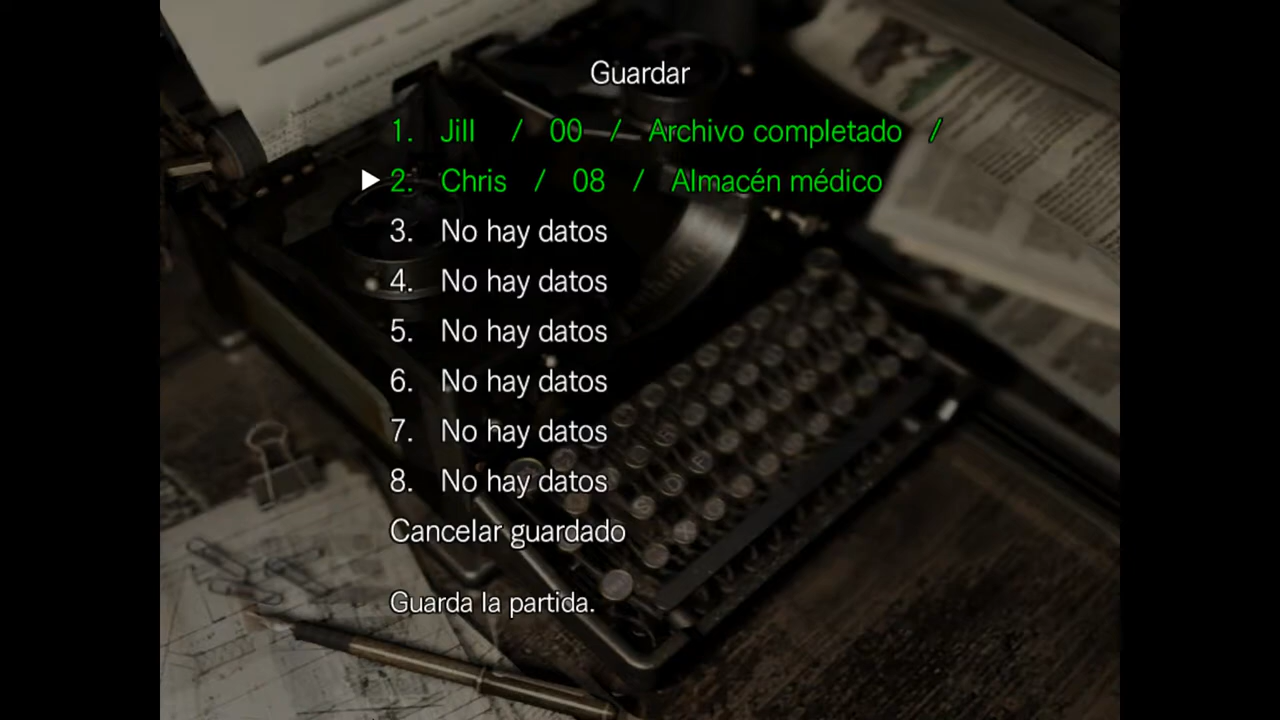 Guardar
1. Jill / 00 / Archivo completado /
2. Chris / 08 / Almacén médico
3. No hay datos
4. No hay datos
5. No hay datos
6. No hay datos
7. No hay datos
8. No hay datos
Cancelar guardado
Guarda la partida.